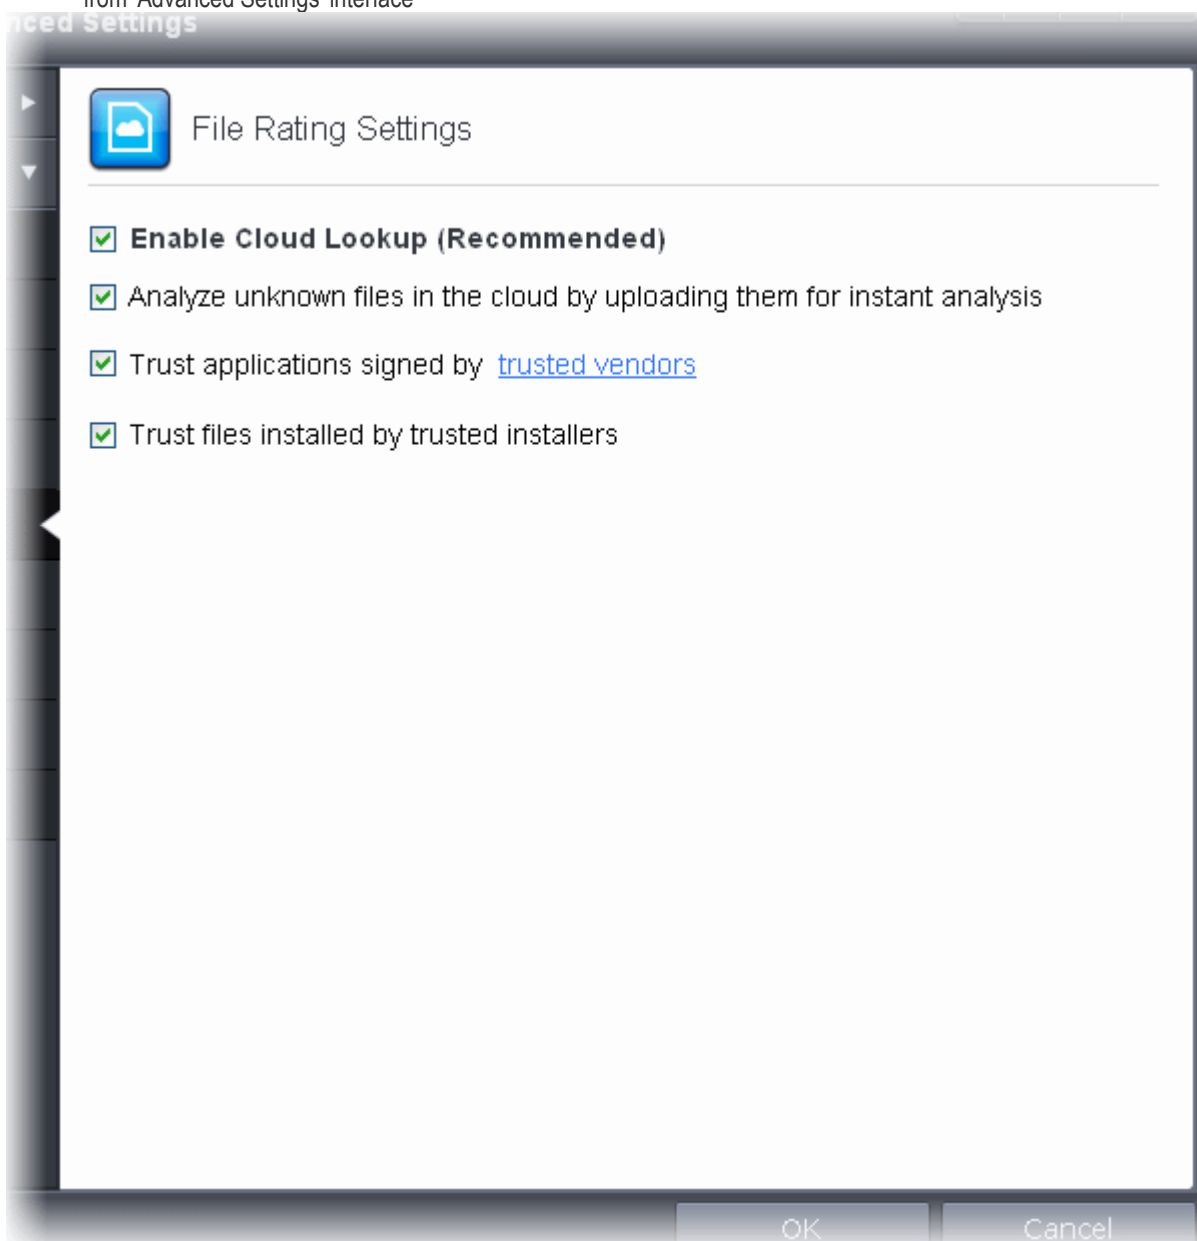 from 'Advanced Settings' interface
nced Settings
File Rating Settings
Enable Cloud Lookup (Recommended)
Analyze unknown files in the cloud by uploading them for instant analysis
Trust applications signed by trusted vendors
Trust files installed by trusted installers
OK Cancel